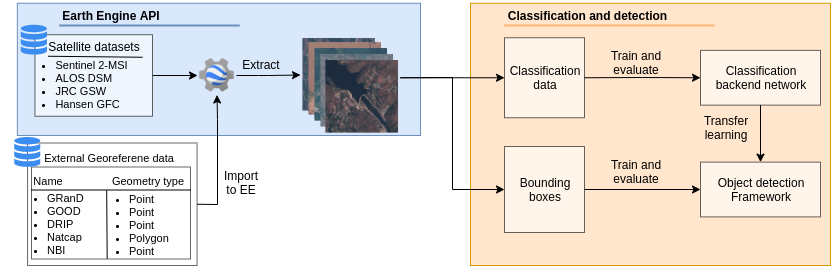 Earth Engine API
Satellite datasets
Sentinel 2-MSI
ALOS DSM
JRC GSW
Hansen GFC
Extract
External Georeferene data
Name Geometry type
GRanD Point
GOOD Point
DRIP Point
Natcap Polygon
NBI Point
Import
to EE
Classification and detection
Classification
data
Train and
evaluate
Classification
backend network
Transfer
learning
Bounding
boxes
Train and
evaluate
Object detection
Framework